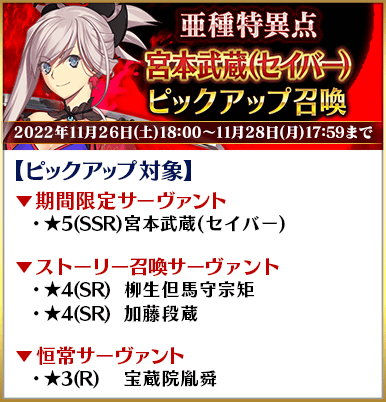 亜種特異点
宮本武蔵(セイバー)
ピックアップ召喚
2022年11月26日(土)18:00～11月28日(月)17:59まで
【ピックアップ対象】
▼期間限定サーヴァント
・★5(SSR)宮本武蔵(セイバー)
▼ストーリー召喚サーヴァント
・★4(SR) 柳生但馬守宗矩
・★4(SR) 加藤段蔵
▼恒常サーヴァント
・★3(R) 宝蔵院胤舜